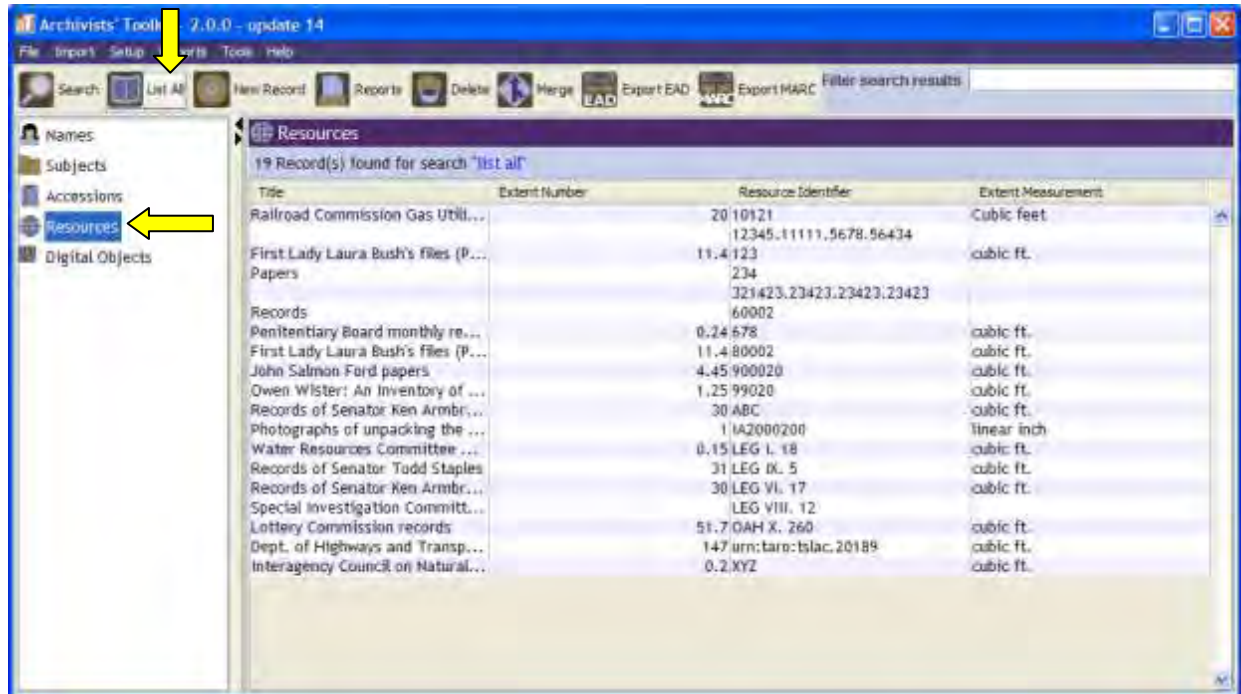 Archivists' Toolkit - 2.0.0 - update 14
File Import Setup Reports Tools Help
Search List All New Record Reports Delete Merge EAD Export EAD Export MARC Filter search results
Names
Subjects
Accessions
Resources
Digital Objects
Resources
19 Record(s) found for search "list all"
Title Extent Number Resource Identifier Extent Measurement
Railroad Commission Gas Utili... 20 10121 Cubic feet
12345.11111.5678.56434
First Lady Laura Bush's files (P... 11.4 123 cubic ft.
Papers 234
321423.23423.23423.23423
Records 60002
Penitentiary Board monthly re... 0.24 678 cubic ft.
First Lady Laura Bush's files (P... 11.4 80002 cubic ft.
John Salmon Ford papers 4.45 900020 cubic ft.
Owen Wister: An Inventory of ... 1.25 99020 cubic ft.
Records of Senator Ken Armbr... 30 ABC cubic ft.
Photographs of unpacking the ... 1 IA2000200 linear inch
Water Resources Committee ... 0.15 LEG I. 18 cubic ft.
Records of Senator Todd Staples 31 LEG IX. 5 cubic ft.
Records of Senator Ken Armbr... 30 LEG VI. 17 cubic ft.
Special Investigation Committ... LEG VIII. 12
Lottery Commission records 51.7 OAH X. 260 cubic ft.
Dept. of Highways and Transp... 147 urn:taro:tslac.20189 cubic ft.
Interagency Council on Natural... 0.2 XYZ cubic ft.